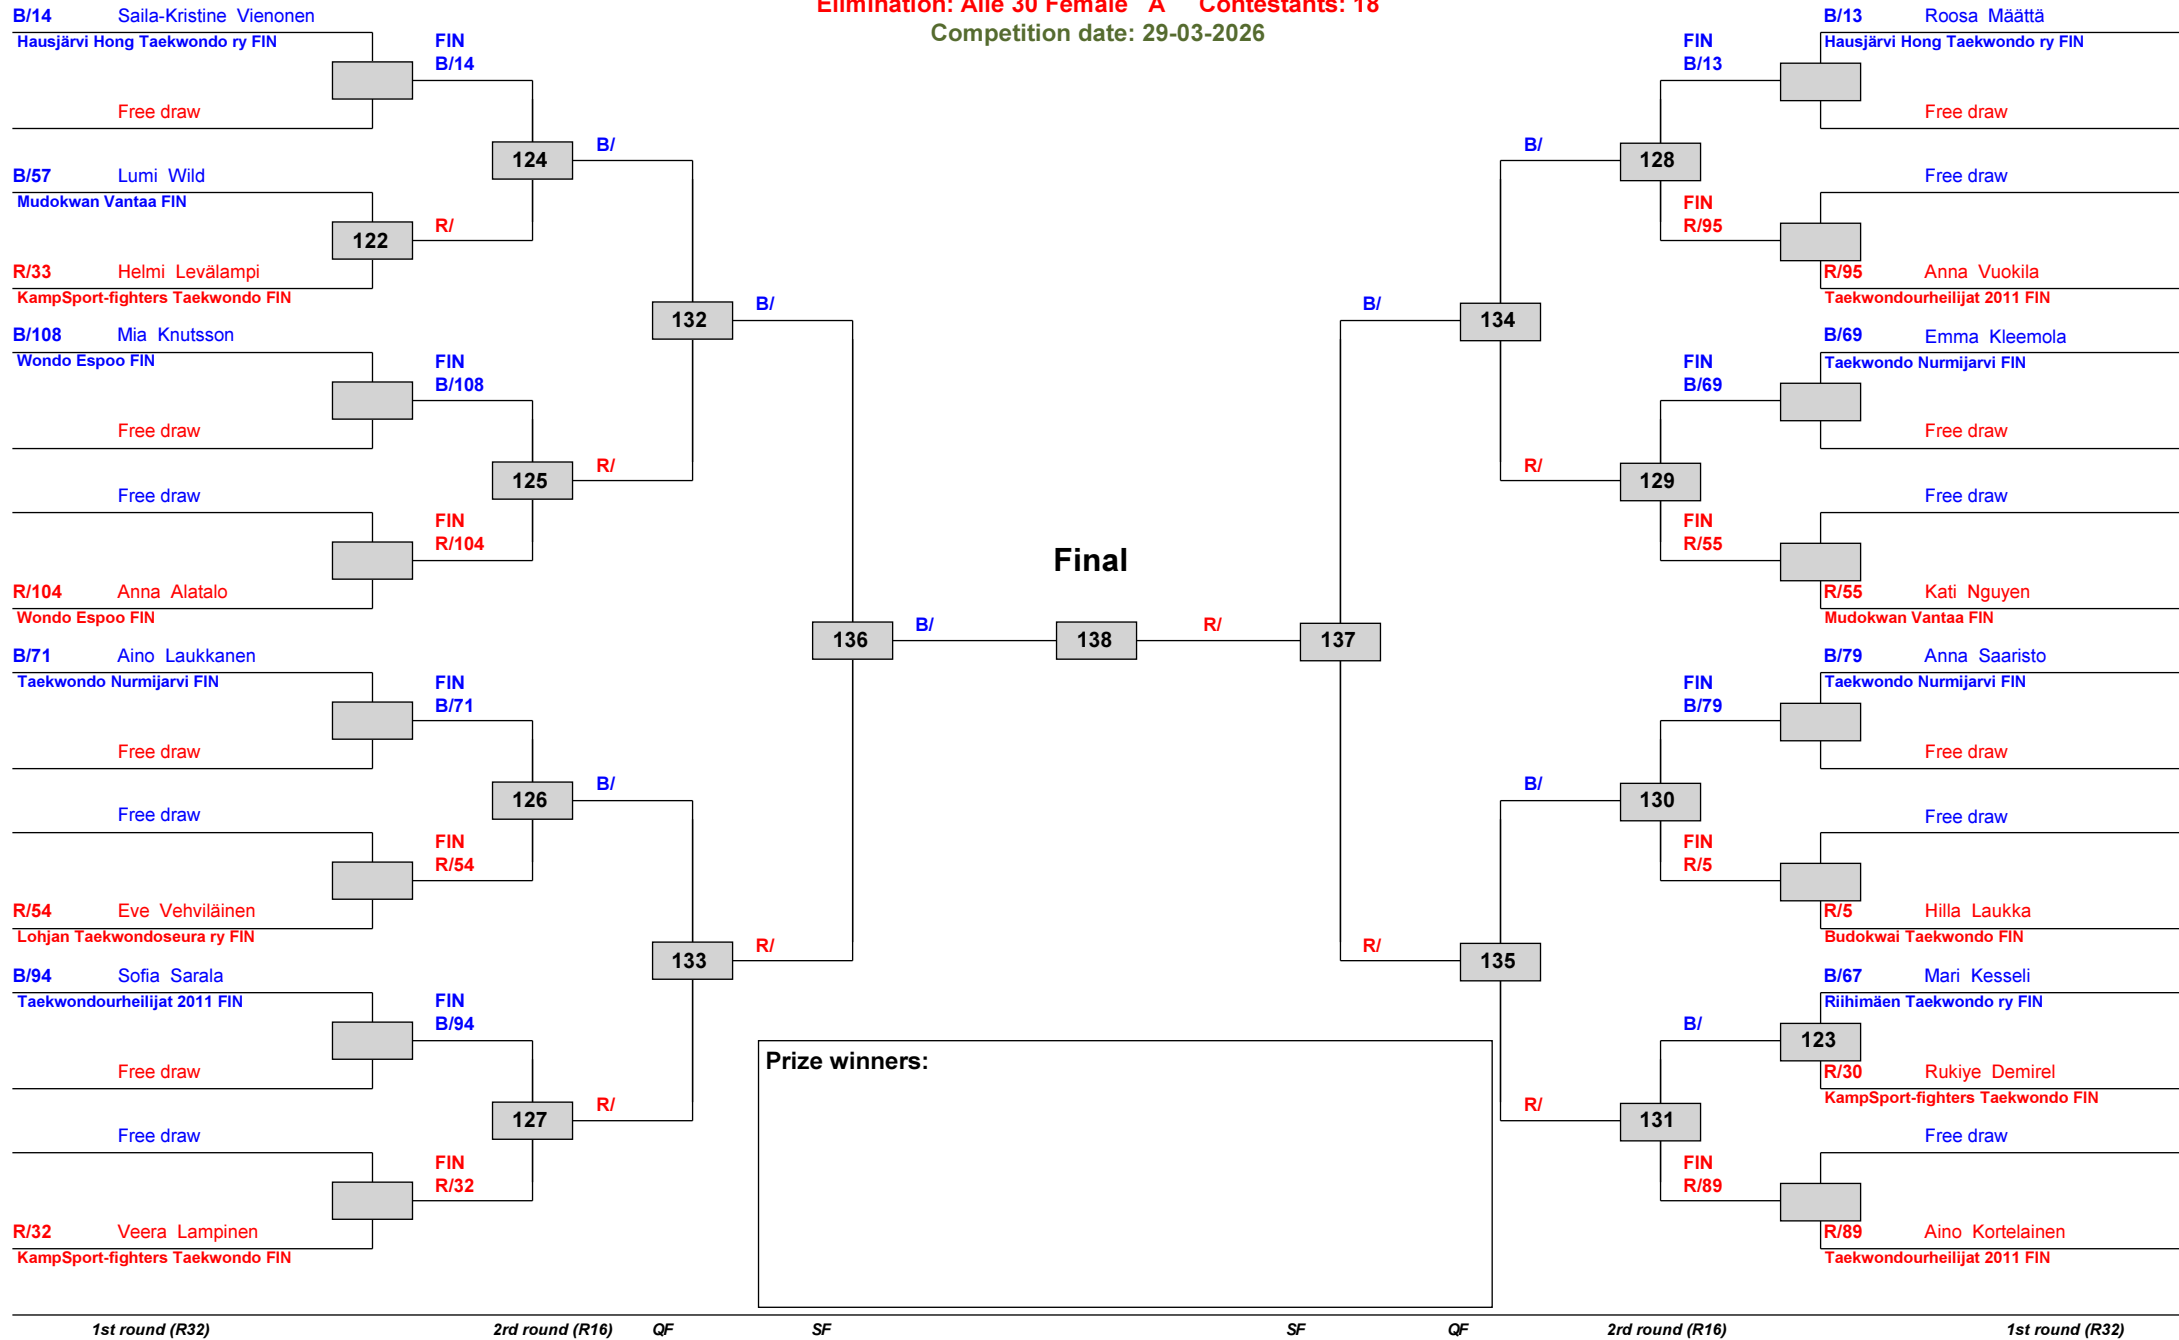 Elimination: Alle 30 Female A Contestants: 18
Competition date: 29-03-2026
B/14 Saila-Kristine Vienonen
Hausjärvi Hong Taekwondo ry FIN
FIN
B/14
Free draw
124
B/
B/57 Lumi Wild
Mudokwan Vantaa FIN
122
R/
R/33 Helmi Levälampi
KampSport-fighters Taekwondo FIN
132
B/
B/108 Mia Knutsson
Wondo Espoo FIN
FIN
B/108
Free draw
125
R/
Free draw
FIN
R/104
R/104 Anna Alatalo
Wondo Espoo FIN
136
B/
B/71 Aino Laukkanen
Taekwondo Nurmijarvi FIN
FIN
B/71
Free draw
126
B/
Free draw
FIN
R/54
R/54 Eve Vehviläinen
Lohjan Taekwondoseura ry FIN
133
R/
B/94 Sofia Sarala
Taekwondourheilijat 2011 FIN
FIN
B/94
Free draw
127
R/
Free draw
FIN
R/32
R/32 Veera Lampinen
KampSport-fighters Taekwondo FIN
Final
138
R/
137
B/13 Roosa Määttä
Hausjärvi Hong Taekwondo ry FIN
FIN
B/13
Free draw
B/
128
Free draw
FIN
R/95
R/95 Anna Vuokila
Taekwondourheilijat 2011 FIN
B/
134
B/69 Emma Kleemola
Taekwondo Nurmijarvi FIN
FIN
B/69
Free draw
R/
129
Free draw
FIN
R/55
R/55 Kati Nguyen
Mudokwan Vantaa FIN
B/79 Anna Saaristo
Taekwondo Nurmijarvi FIN
FIN
B/79
Free draw
B/
130
Free draw
FIN
R/5
R/5 Hilla Laukka
Budokwai Taekwondo FIN
R/
135
B/67 Mari Kesseli
Riihimäen Taekwondo ry FIN
B/
123
R/30 Rukiye Demirel
KampSport-fighters Taekwondo FIN
R/
131
Free draw
FIN
R/89
R/89 Aino Kortelainen
Taekwondourheilijat 2011 FIN
Prize winners:
1st round (R32) 2rd round (R16) QF SF SF QF 2rd round (R16) 1st round (R32)